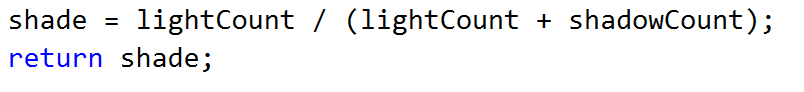 shade = lightCount / (lightCount + shadowCount);
return shade;